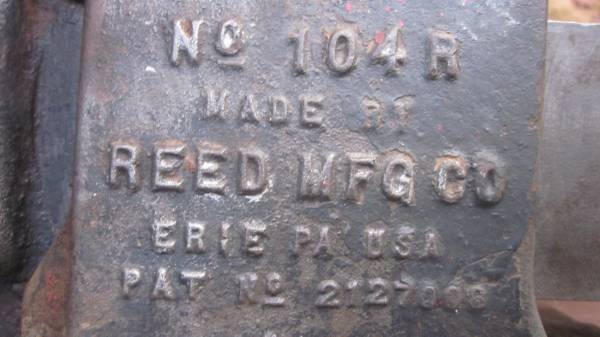 Nº 104R
MADE BY
REED MFG CO
ERIE PA USA
PAT Nº 2127008